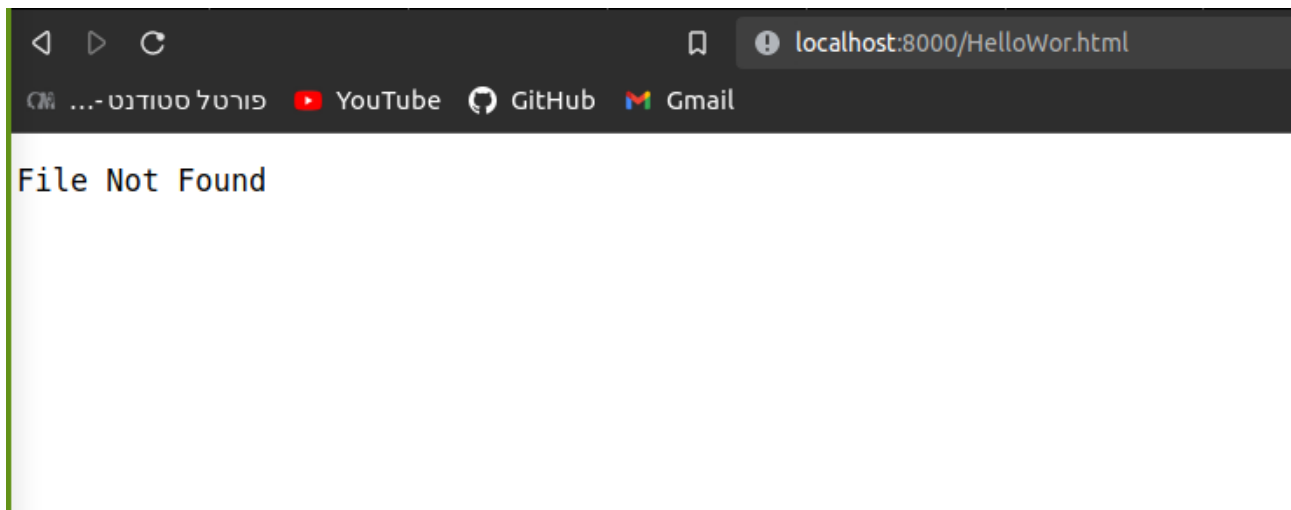 localhost:8000/HelloWor.html
פורטל סטודנט -... YouTube GitHub Gmail
File Not Found